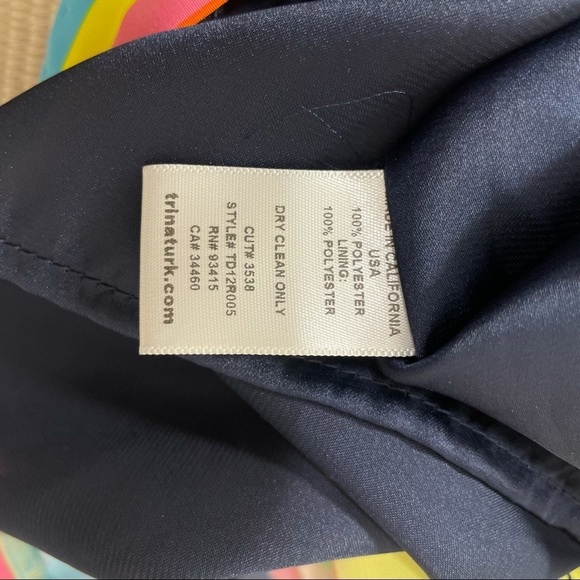 IN CALIFORNIA
USA
100% POLYESTER
LINING:
100% POLYESTER
DRY CLEAN ONLY
CUT# 3538
STYLE# TD12R005
RN# 93415
CA# 34460
trinaturk.com